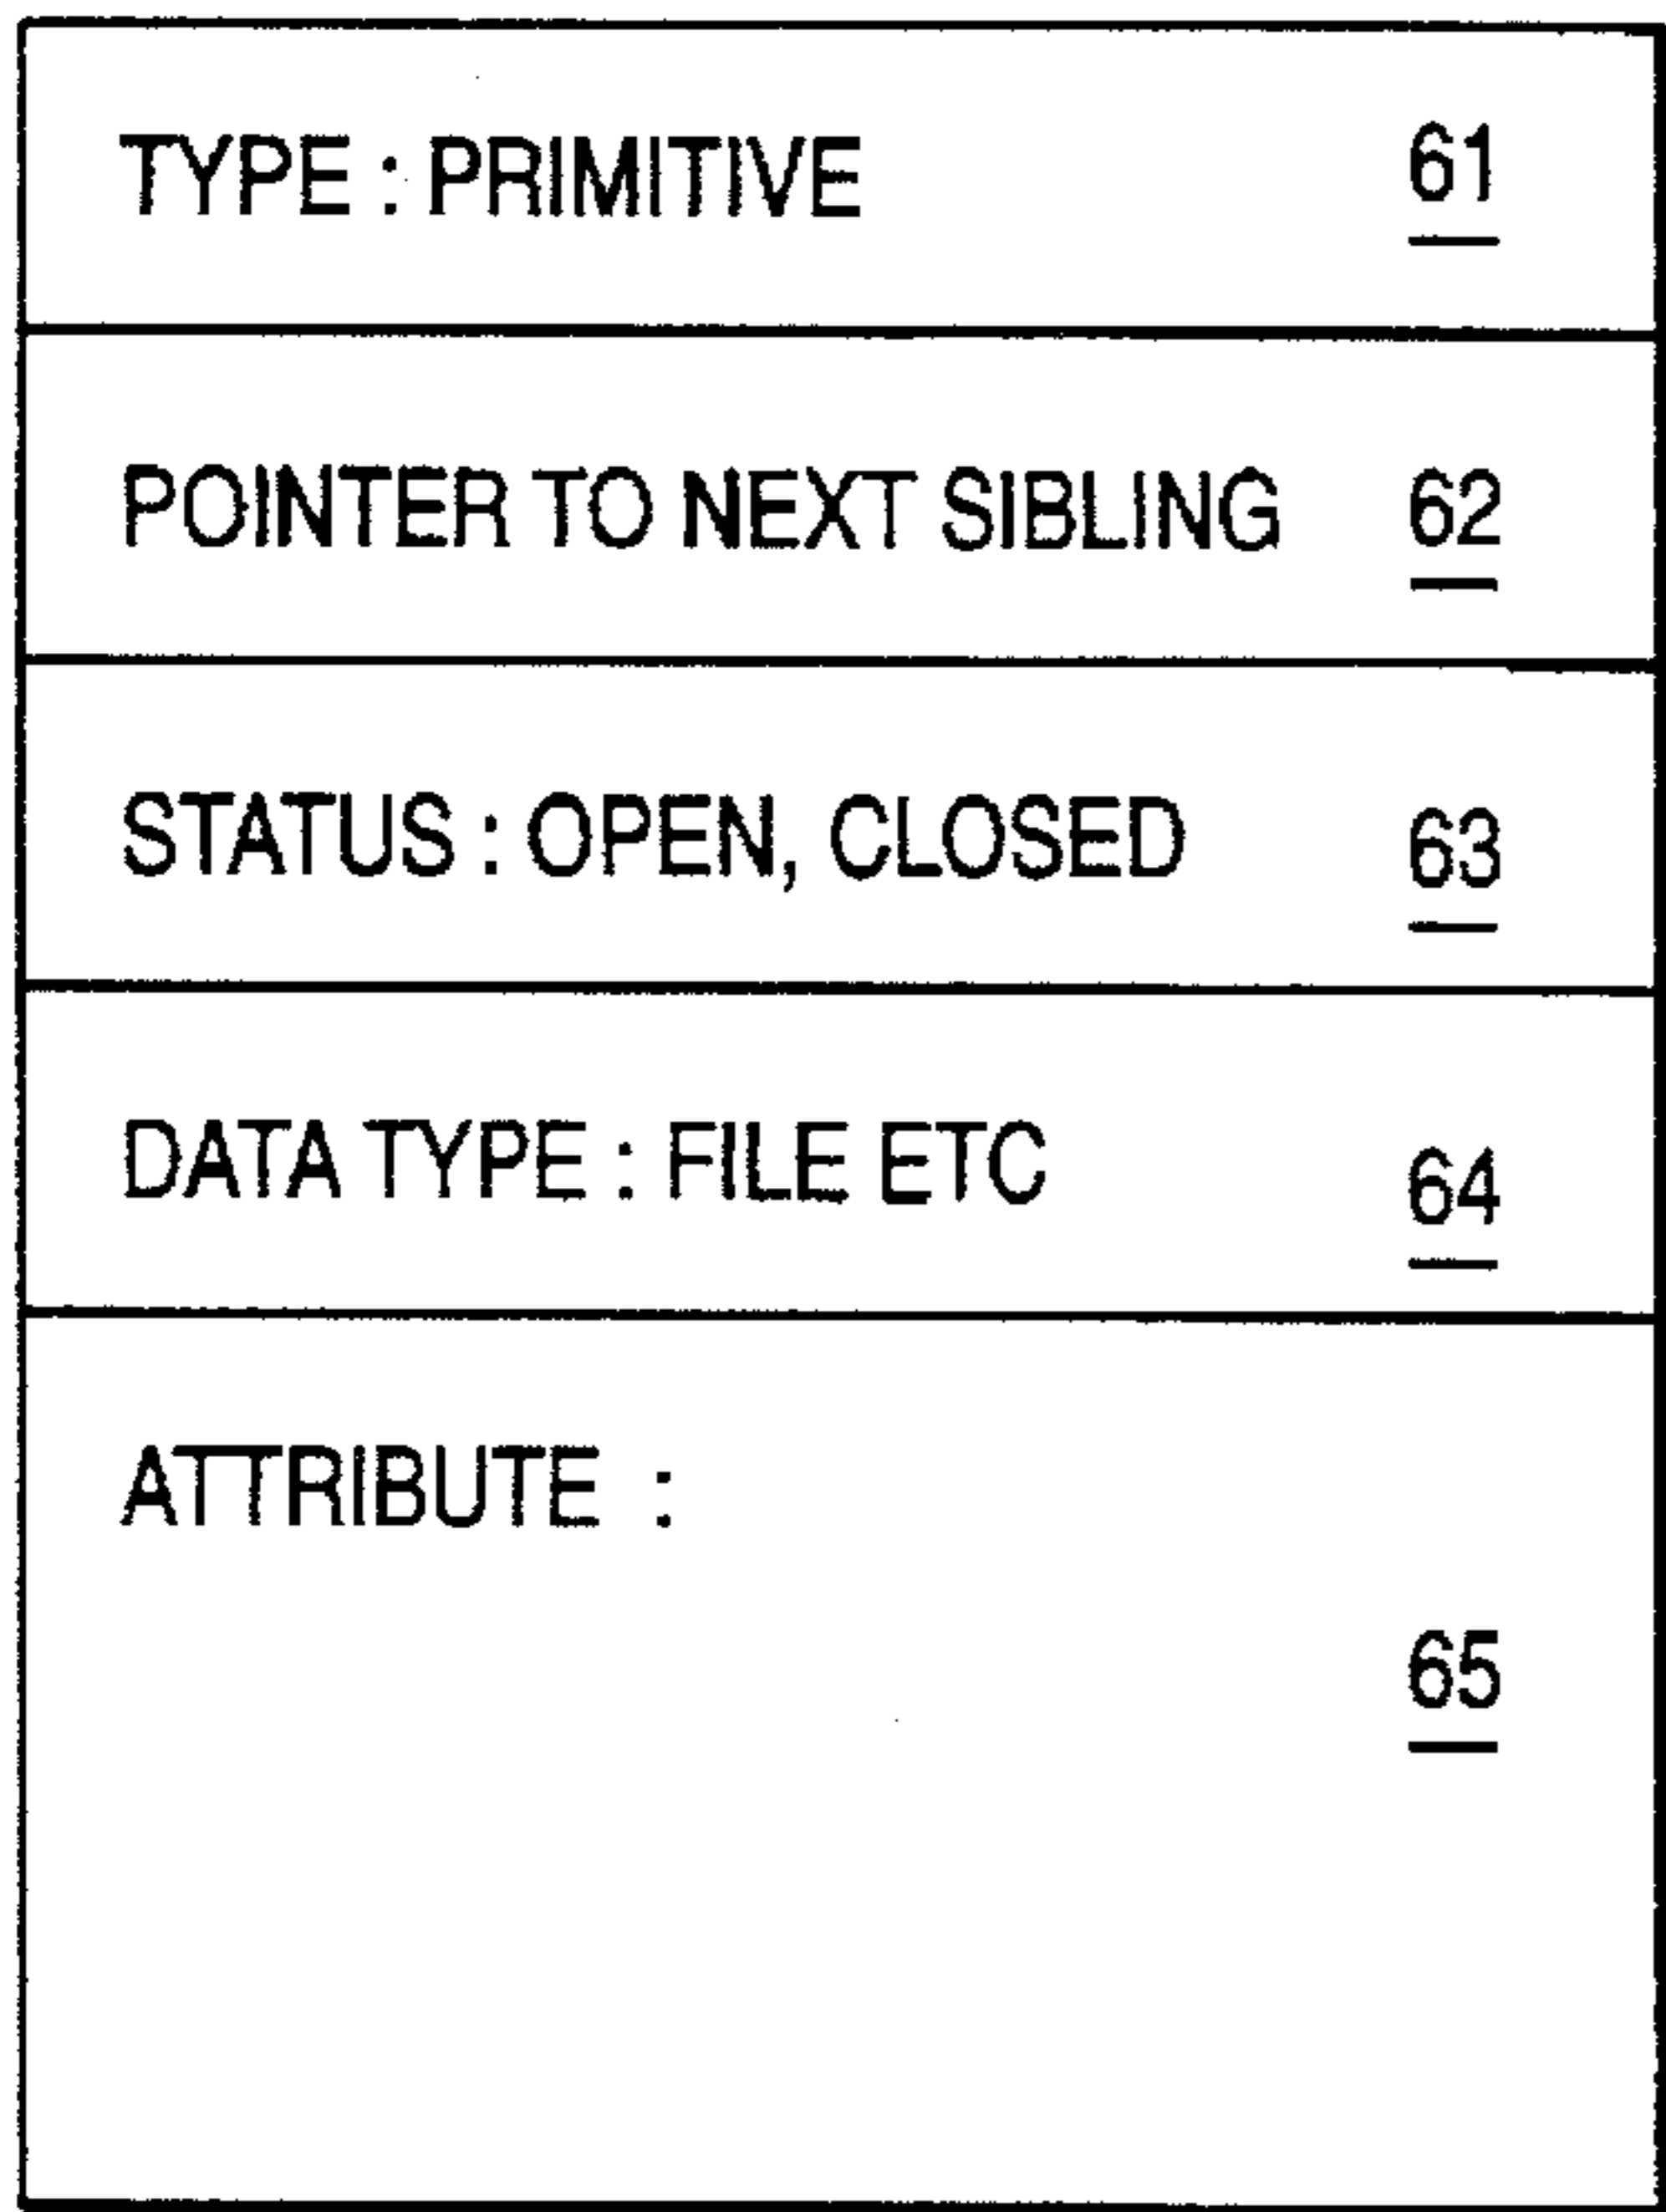 TYPE : PRIMITIVE 61
POINTER TO NEXT SIBLING 62
STATUS : OPEN, CLOSED 63
DATA TYPE : FILE ETC 64
ATTRIBUTE :
65